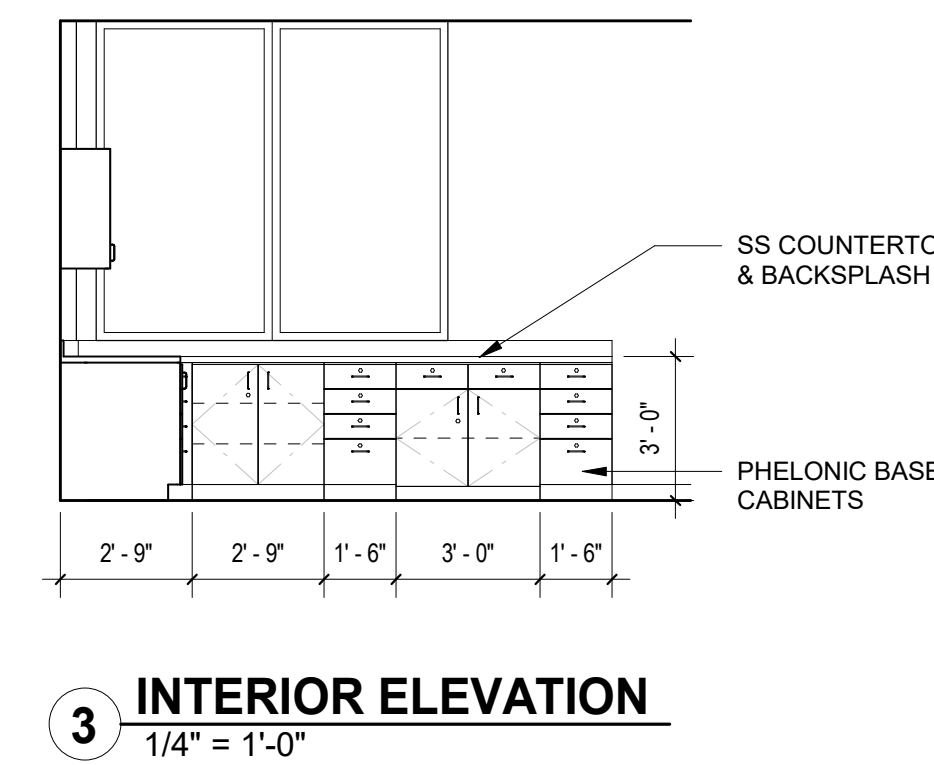 SS COUNTERTO
& BACKSPLASH
3' - 0"
PHELONIC BASE
CABINETS
2' - 9" 2' - 9" 1' - 6" 3' - 0" 1' - 6"
3 INTERIOR ELEVATION
1/4" = 1'-0"